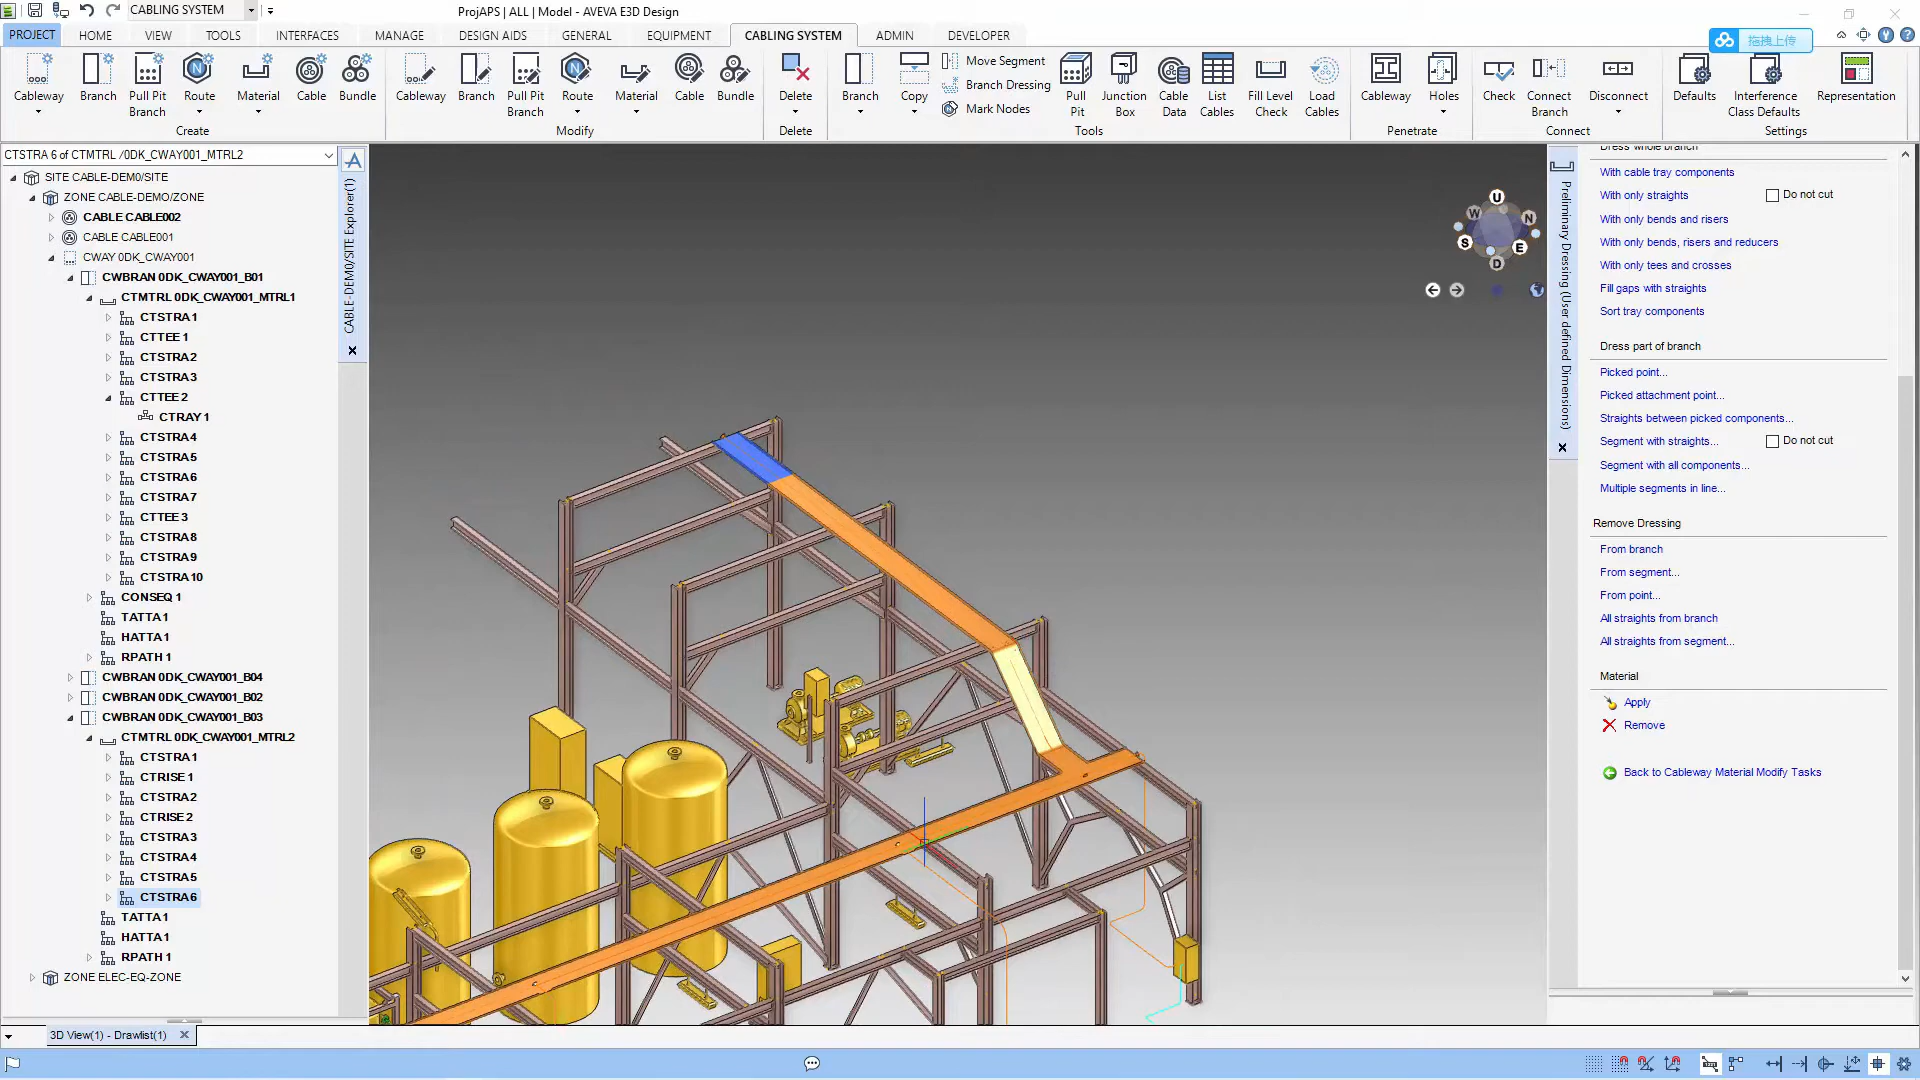 CABLING SYSTEM
ProjAPS | ALL | Model - AVEVA E3D Design
PROJECT HOME VIEW TOOLS INTERFACES MANAGE DESIGN AIDS GENERAL EQUIPMENT CABLING SYSTEM ADMIN DEVELOPER
拖拽上传
Cableway Branch Pull Pit Branch Route Material Cable Bundle
Create
Cableway Branch Pull Pit Branch Route Material Cable Bundle
Modify
Delete
Delete
Branch Copy
Move Segment
Branch Dressing
Mark Nodes
Pull Pit Junction Box Cable Data List Cables Fill Level Check Load Cables
Tools
Cableway Holes
Penetrate
Check Connect Branch Disconnect
Connect
Defaults Interference Class Defaults Representation
Settings
CTSTRA 6 of CTMTRL /0DK_CWAY001_MTRL2
SITE CABLE-DEM0/SITE
ZONE CABLE-DEMO/ZONE
CABLE CABLE002
CABLE CABLE001
CWAY 0DK_CWAY001
CWBRAN 0DK_CWAY001_B01
CTMTRL 0DK_CWAY001_MTRL1
CTSTRA 1
CTTEE 1
CTSTRA 2
CTSTRA 3
CTTEE 2
CTRAY 1
CTSTRA 4
CTSTRA 5
CTSTRA 6
CTSTRA 7
CTTEE 3
CTSTRA 8
CTSTRA 9
CTSTRA 10
CONSEQ 1
TATTA 1
HATTA 1
RPATH 1
CWBRAN 0DK_CWAY001_B04
CWBRAN 0DK_CWAY001_B02
CWBRAN 0DK_CWAY001_B03
CTMTRL 0DK_CWAY001_MTRL2
CTSTRA 1
CTRISE 1
CTSTRA 2
CTRISE 2
CTSTRA 3
CTSTRA 4
CTSTRA 5
CTSTRA 6
TATTA 1
HATTA 1
RPATH 1
ZONE ELEC-EQ-ZONE
CABLE-DEM0/SITE Explorer(1)
U
W N
S E
D
Preliminary Dressing (User defined Dimensions)
Dress whole branch
With cable tray components
With only straights Do not cut
With only bends and risers
With only bends, risers and reducers
With only tees and crosses
Fill gaps with straights
Sort tray components
Dress part of branch
Picked point...
Picked attachment point...
Straights between picked components...
Segment with straights... Do not cut
Segment with all components...
Multiple segments in line...
Remove Dressing
From branch
From segment...
From point...
All straights from branch
All straights from segment...
Material
Apply
Remove
Back to Cableway Material Modify Tasks
3D View(1) - Drawlist(1)